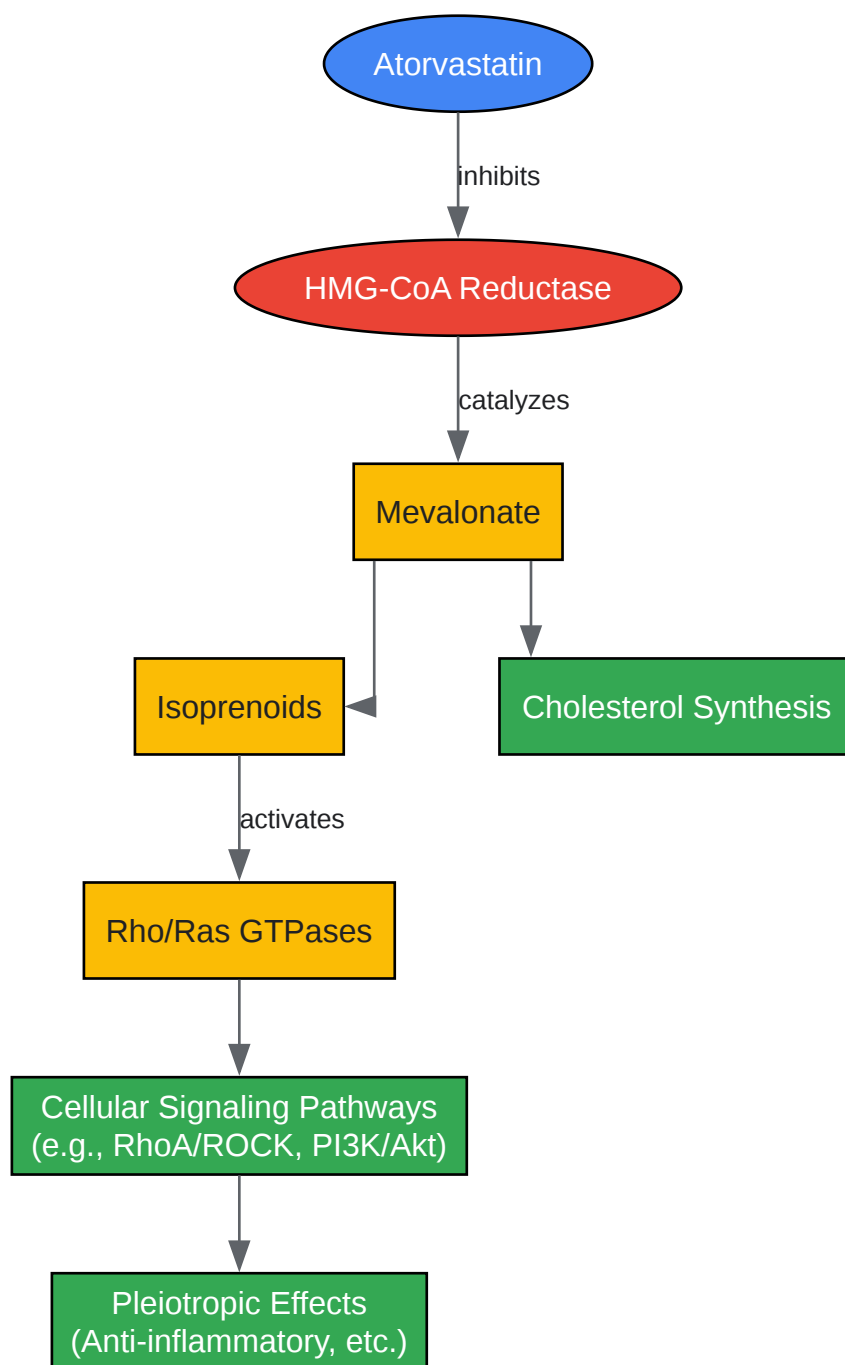 Atorvastatin
inhibits
HMG-CoA Reductase
catalyzes
Mevalonate
Isoprenoids
Cholesterol Synthesis
activates
Rho/Ras GTPases
Cellular Signaling Pathways
(e.g., RhoA/ROCK, PI3K/Akt)
Pleiotropic Effects
(Anti-inflammatory, etc.)